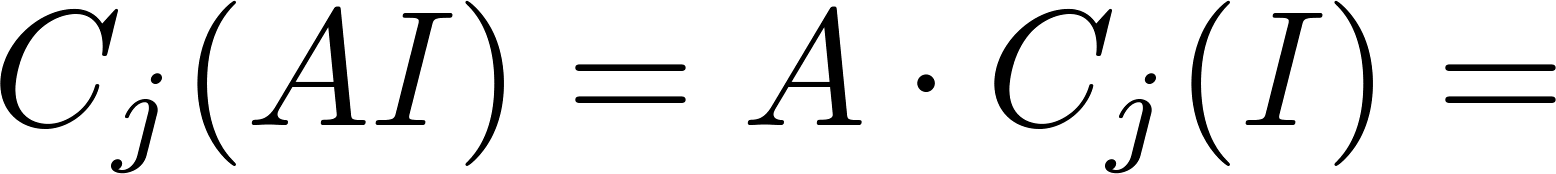 C_j(AI) = A · C_j(I) =